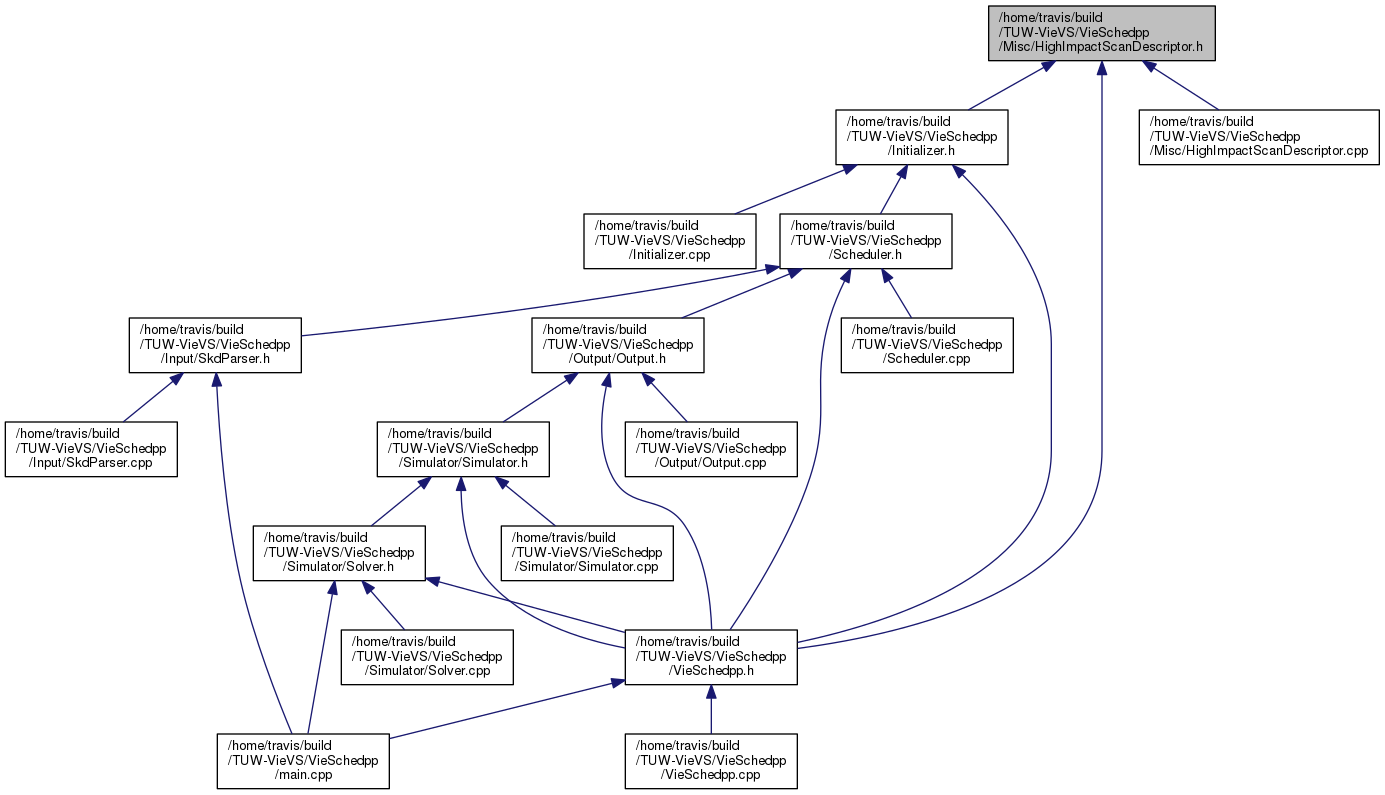 /home/travis/build
/TUW-VieVS/VieSchedpp
/Misc/HighImpactScanDescriptor.h
/home/travis/build
/TUW-VieVS/VieSchedpp
/Initializer.h
/home/travis/build
/TUW-VieVS/VieSchedpp
/Misc/HighImpactScanDescriptor.cpp
/home/travis/build
/TUW-VieVS/VieSchedpp
/Initializer.cpp
/home/travis/build
/TUW-VieVS/VieSchedpp
/Scheduler.h
/home/travis/build
/TUW-VieVS/VieSchedpp
/Input/SkdParser.h
/home/travis/build
/TUW-VieVS/VieSchedpp
/Output/Output.h
/home/travis/build
/TUW-VieVS/VieSchedpp
/Scheduler.cpp
/home/travis/build
/TUW-VieVS/VieSchedpp
/Input/SkdParser.cpp
/home/travis/build
/TUW-VieVS/VieSchedpp
/Simulator/Simulator.h
/home/travis/build
/TUW-VieVS/VieSchedpp
/Output/Output.cpp
/home/travis/build
/TUW-VieVS/VieSchedpp
/Simulator/Solver.h
/home/travis/build
/TUW-VieVS/VieSchedpp
/Simulator/Simulator.cpp
/home/travis/build
/TUW-VieVS/VieSchedpp
/Simulator/Solver.cpp
/home/travis/build
/TUW-VieVS/VieSchedpp
/VieSchedpp.h
/home/travis/build
/TUW-VieVS/VieSchedpp
/main.cpp
/home/travis/build
/TUW-VieVS/VieSchedpp
/VieSchedpp.cpp